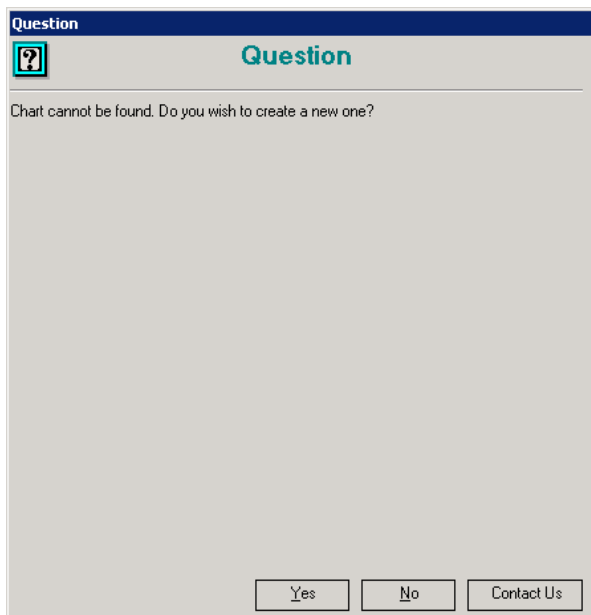 Question
Question
Chart cannot be found. Do you wish to create a new one?
Yes No Contact Us